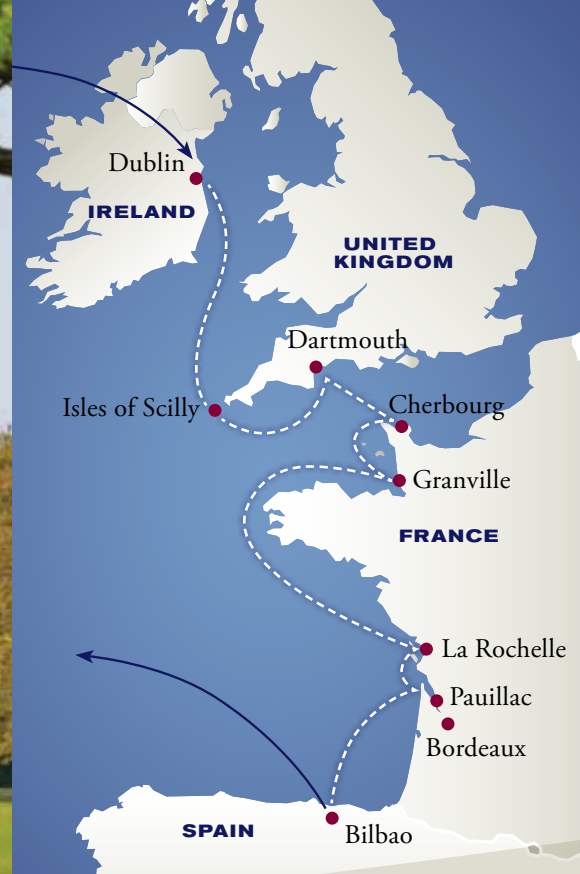 Dublin
IRELAND
UNITED
KINGDOM
Dartmouth
Isles of Scilly
Cherbourg
Granville
FRANCE
La Rochelle
Pauillac
Bordeaux
SPAIN
Bilbao